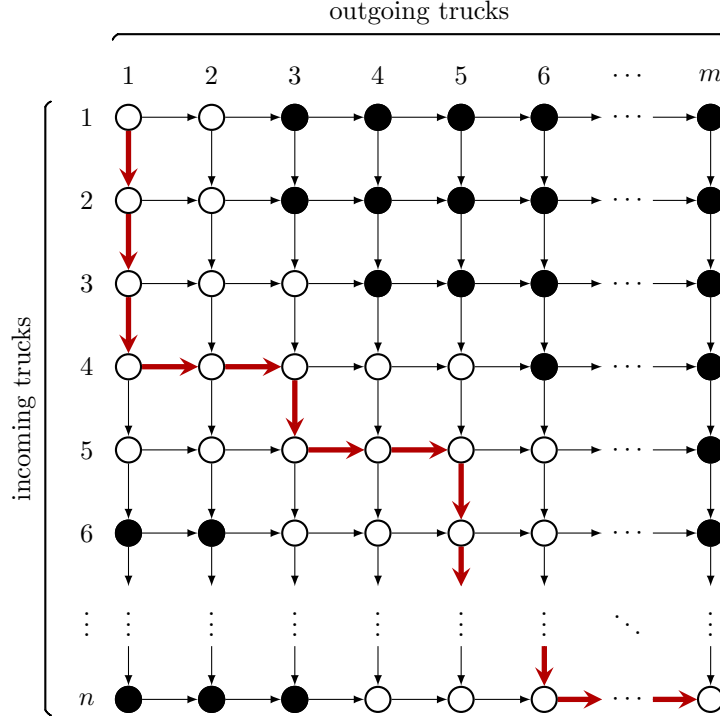 outgoing trucks
1 2 3 4 5 6 ⋯ m
incoming trucks
1 ⋯
2 ⋯
3 ⋯
4 ⋯
5 ⋯
6 ⋯
⋮ ⋮ ⋮ ⋮ ⋮ ⋮ ⋮ ⋱ ⋮
n ⋯